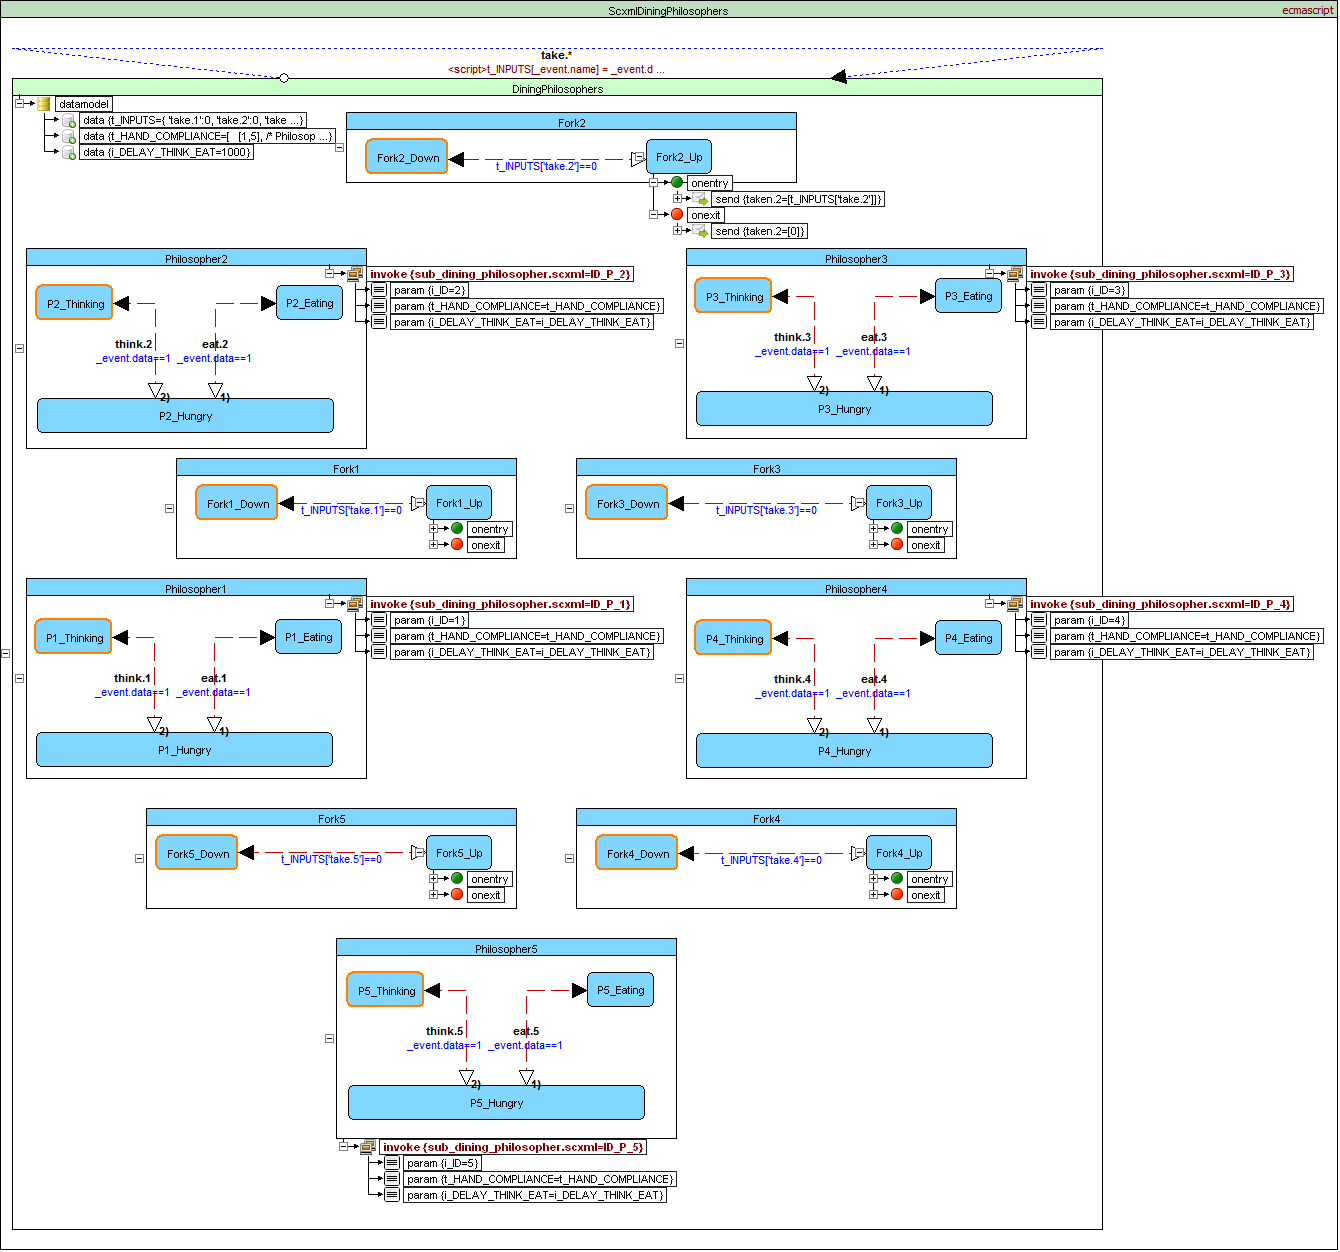 ScxmlDiningPhilosophers
ecmascript
take.*
<script>t_INPUTS[_event.name] = _event.d ...
DiningPhilosophers
datamodel
data {t_INPUTS={ 'take.1':0, 'take.2':0, 'take ...}
data {t_HAND_COMPLIANCE=[ [1,5], /* Philosop ...}
data {i_DELAY_THINK_EAT=1000}
Fork2
Fork2_Down
t_INPUTS['take.2']==0
Fork2_Up
onentry
send {taken.2=[t_INPUTS['take.2']]}
onexit
send {taken.2=[0]}
Philosopher2
invoke {sub_dining_philosopher.scxml=ID_P_2}
param {i_ID=2}
param {t_HAND_COMPLIANCE=t_HAND_COMPLIANCE}
param {i_DELAY_THINK_EAT=i_DELAY_THINK_EAT}
P2_Thinking
P2_Eating
think.2
_event.data==1
eat.2
_event.data==1
2)
1)
P2_Hungry
Philosopher3
invoke {sub_dining_philosopher.scxml=ID_P_3}
param {i_ID=3}
param {t_HAND_COMPLIANCE=t_HAND_COMPLIANCE}
param {i_DELAY_THINK_EAT=i_DELAY_THINK_EAT}
P3_Thinking
P3_Eating
think.3
_event.data==1
eat.3
_event.data==1
2)
1)
P3_Hungry
Fork1
Fork1_Down
t_INPUTS['take.1']==0
Fork1_Up
onentry
onexit
Fork3
Fork3_Down
t_INPUTS['take.3']==0
Fork3_Up
onentry
onexit
Philosopher1
invoke {sub_dining_philosopher.scxml=ID_P_1}
param {i_ID=1}
param {t_HAND_COMPLIANCE=t_HAND_COMPLIANCE}
param {i_DELAY_THINK_EAT=i_DELAY_THINK_EAT}
P1_Thinking
P1_Eating
think.1
_event.data==1
eat.1
_event.data==1
2)
1)
P1_Hungry
Philosopher4
invoke {sub_dining_philosopher.scxml=ID_P_4}
param {i_ID=4}
param {t_HAND_COMPLIANCE=t_HAND_COMPLIANCE}
param {i_DELAY_THINK_EAT=i_DELAY_THINK_EAT}
P4_Thinking
P4_Eating
think.4
_event.data==1
eat.4
_event.data==1
2)
1)
P4_Hungry
Fork5
Fork5_Down
t_INPUTS['take.5']==0
Fork5_Up
onentry
onexit
Fork4
Fork4_Down
t_INPUTS['take.4']==0
Fork4_Up
onentry
onexit
Philosopher5
P5_Thinking
P5_Eating
think.5
_event.data==1
eat.5
_event.data==1
2)
1)
P5_Hungry
invoke {sub_dining_philosopher.scxml=ID_P_5}
param {i_ID=5}
param {t_HAND_COMPLIANCE=t_HAND_COMPLIANCE}
param {i_DELAY_THINK_EAT=i_DELAY_THINK_EAT}